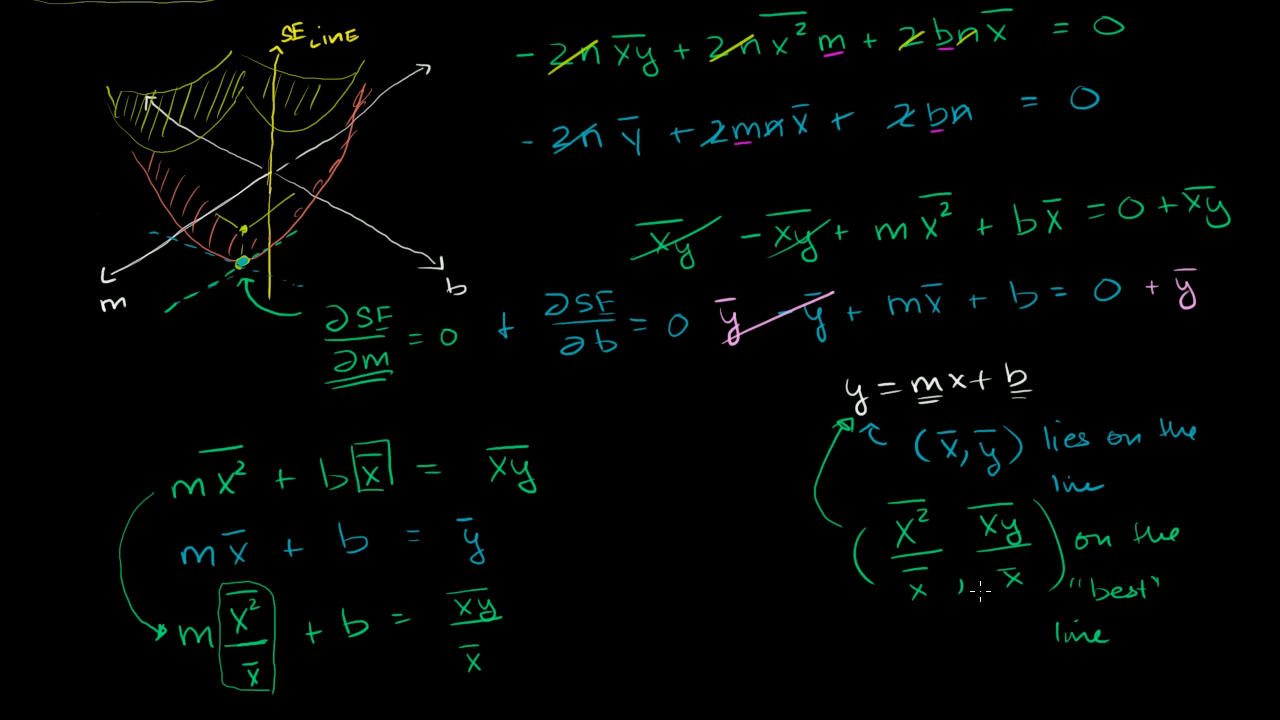 SE LINE
m
b
-2n x̅y̅ + 2n x̅²̅ m + 2bn x̅ = 0
-2n y̅ + 2mn x̅ + 2bn = 0
x̅y̅ - x̅y̅ + m x̅²̅ + b x̅ = 0 + x̅y̅
y̅ - y̅ + m x̅ + b = 0 + y̅
∂SE/∂m = 0 + ∂SE/∂b = 0
y = mx + b
(x̅, y̅) lies on the
line
(x̅²̅/x̅, x̅y̅/x̅) on the
"best"
line
m x̅²̅ + b x̅ = x̅y̅
m x̅ + b = y̅
m x̅²̅/x̅ + b = x̅y̅/x̅